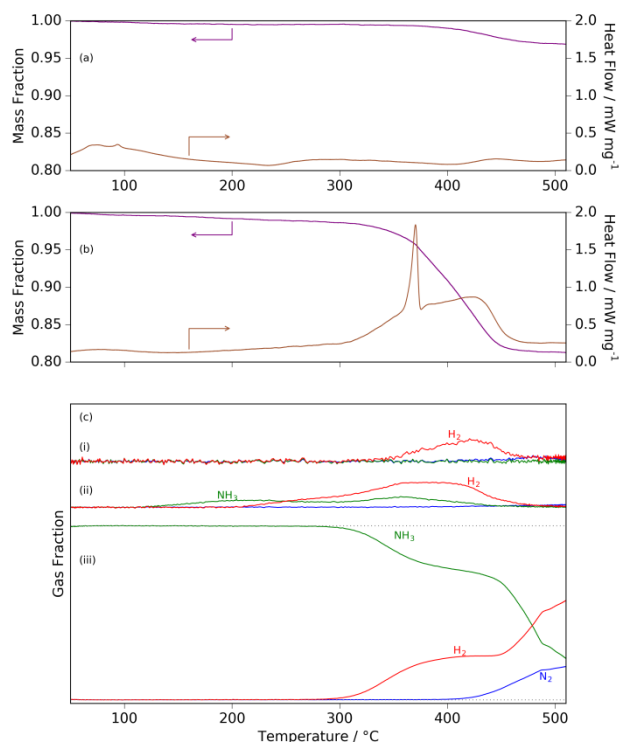 1.00
0.95
0.90
0.85
0.80
Mass Fraction
(a)
2.0
1.5
1.0
0.5
0.0
Heat Flow / mW mg⁻¹
100
200
300
400
500
1.00
0.95
0.90
0.85
0.80
Mass Fraction
(b)
2.0
1.5
1.0
0.5
0.0
Heat Flow / mW mg⁻¹
(c)
(i)
H₂
(ii)
NH₃
H₂
(iii)
NH₃
H₂
N₂
Gas Fraction
100
200
300
400
500
Temperature / °C